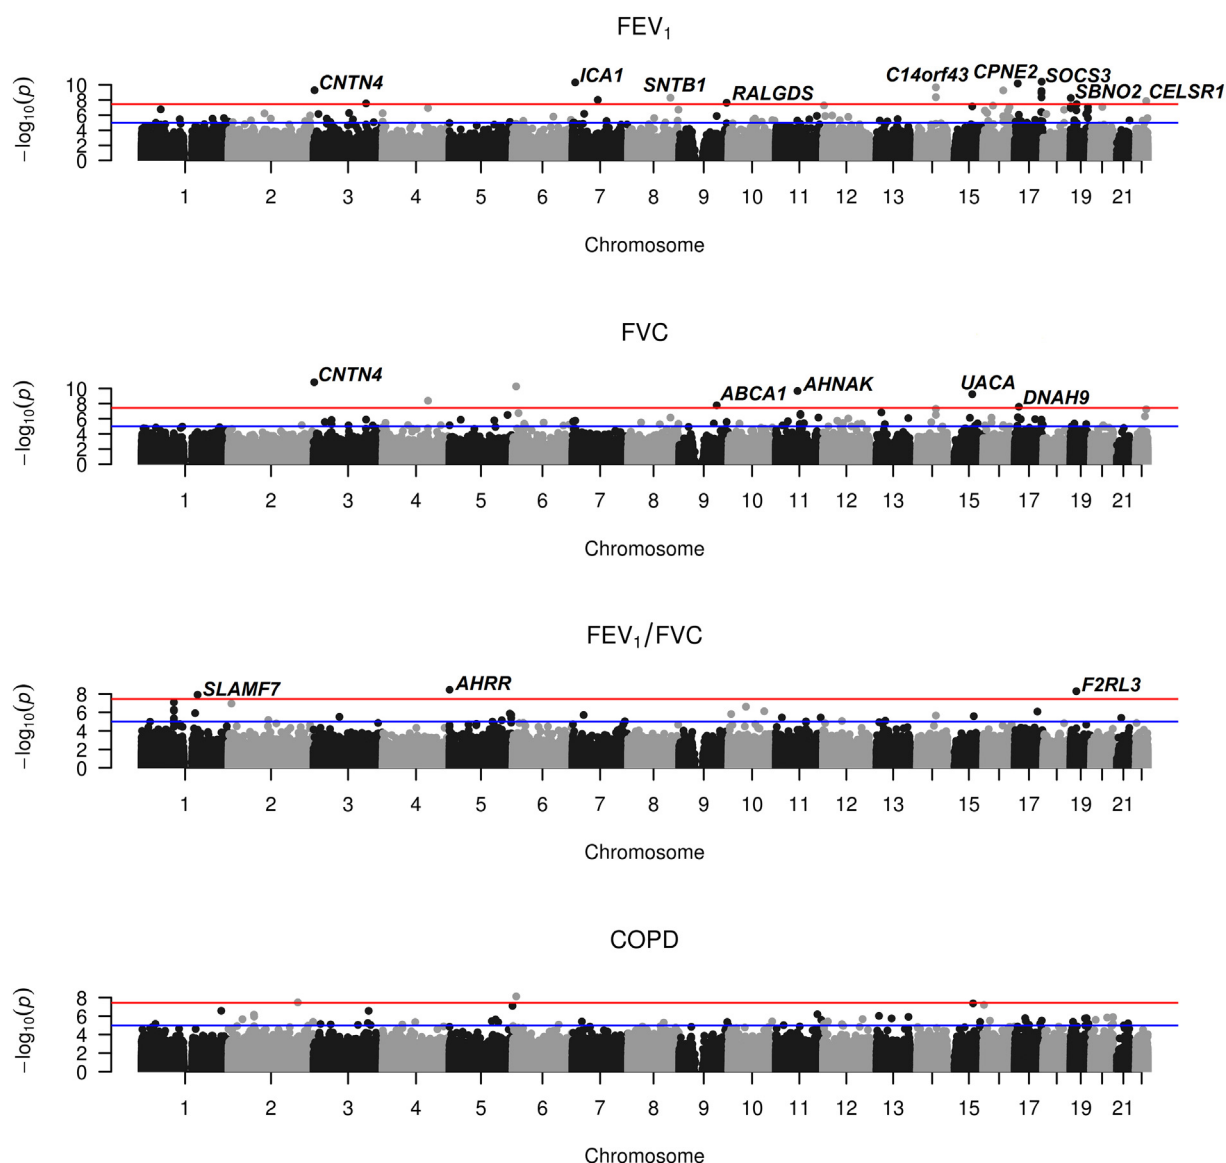 FEV1
−log10(p)
10
8
6
4
2
0
CNTN4
ICA1
SNTB1
RALGDS
C14orf43
CPNE2
SOCS3
SBNO2
CELSR1
1 2 3 4 5 6 7 8 9 10 11 12 13 15 17 19 21
Chromosome
FVC
−log10(p)
10
8
6
4
2
0
CNTN4
ABCA1
AHNAK
UACA
DNAH9
1 2 3 4 5 6 7 8 9 10 11 12 13 15 17 19 21
Chromosome
FEV1/FVC
−log10(p)
8
6
4
2
0
SLAMF7
AHRR
F2RL3
1 2 3 4 5 6 7 8 9 10 11 12 13 15 17 19 21
Chromosome
COPD
−log10(p)
8
6
4
2
0
1 2 3 4 5 6 7 8 9 10 11 12 13 15 17 19 21
Chromosome